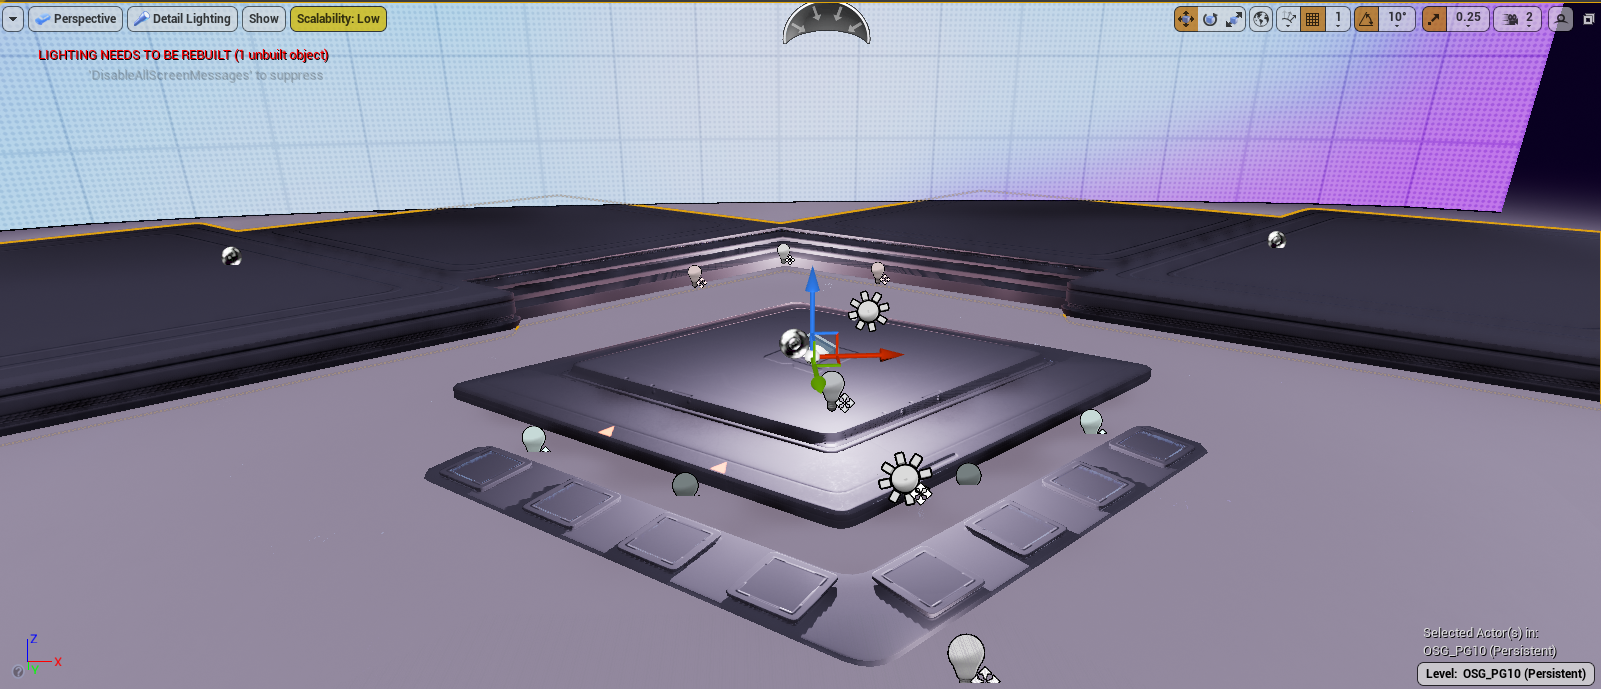 Perspective Detail Lighting Show Scalability: Low 1 10° 0.25 2
LIGHTING NEEDS TO BE REBUILT (1 unbuilt object)
'DisableAllScreenMessages' to suppress
Z
X
Y
?
Selected Actor(s) in:
OSG_PG10 (Persistent)
Level: OSG_PG10 (Persistent)